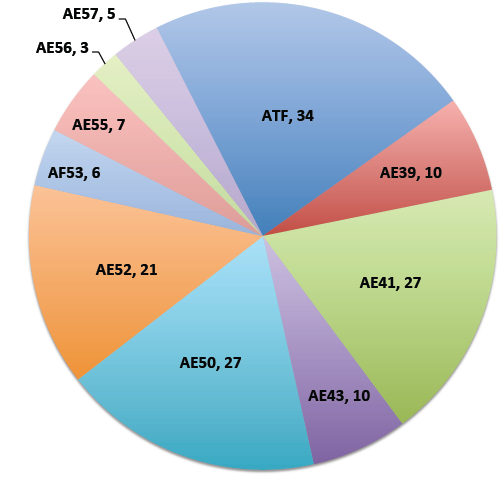 AE57, 5
AE56, 3
ATF, 34
AE55, 7
AF53, 6
AE39, 10
AE52, 21
AE41, 27
AE50, 27
AE43, 10